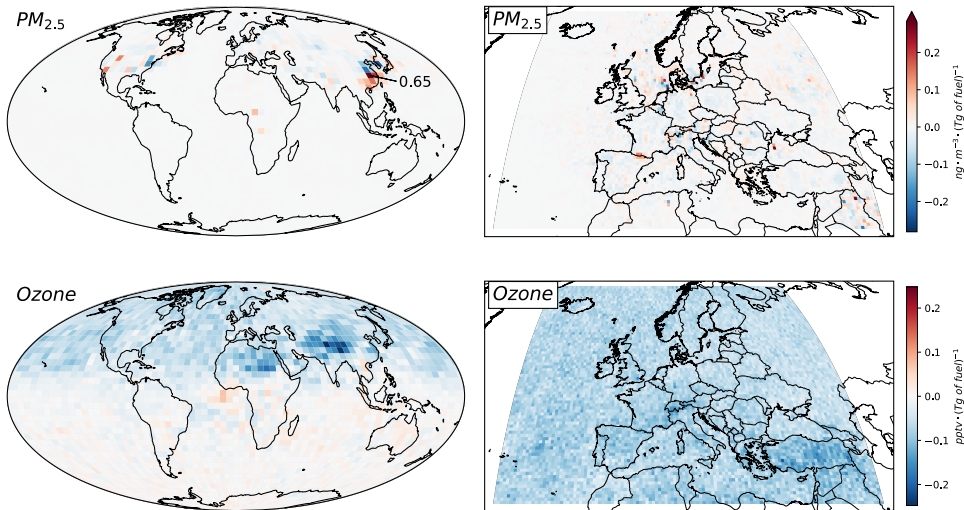 PM2.5
0.65
PM2.5
0.2
0.1
0.0
−0.1
−0.2
ng • m−3 • (Tg of fuel)−1
Ozone
Ozone
0.2
0.1
0.0
−0.1
−0.2
pptv • (Tg of fuel)−1